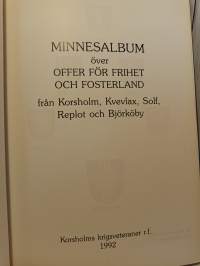 MINNESALBUM
över
OFFER FÖR FRIHET
OCH FOSTERLAND
från Korsholm, Kvevlax, Solf,
Replot och Björköby
Korsholms krigsveteraner r.f.
1992